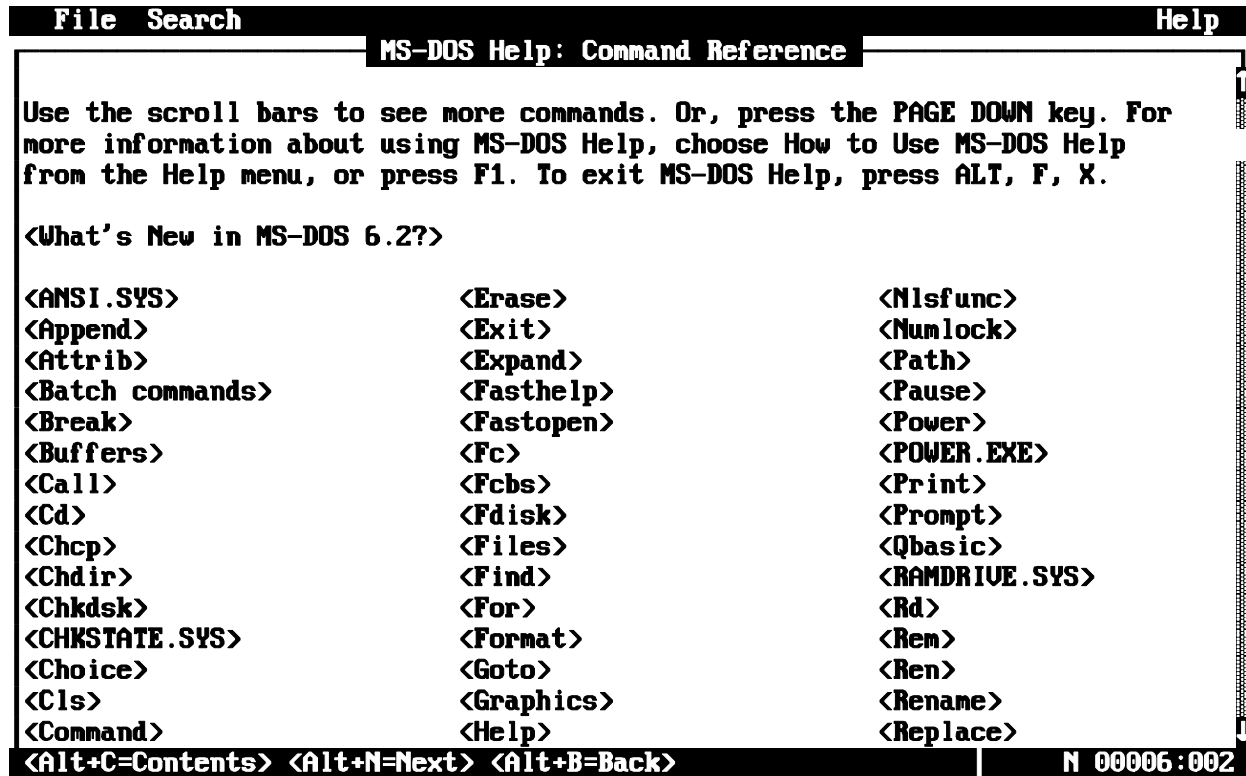 File Search Help
MS-DOS Help: Command Reference
Use the scroll bars to see more commands. Or, press the PAGE DOWN key. For
more information about using MS-DOS Help, choose How to Use MS-DOS Help
from the Help menu, or press F1. To exit MS-DOS Help, press ALT, F, X.
<What's New in MS-DOS 6.2?>
<ANSI.SYS> <Erase> <Nlsfunc>
<Append> <Exit> <Numlock>
<Attrib> <Expand> <Path>
<Batch commands> <Fasthelp> <Pause>
<Break> <Fastopen> <Power>
<Buffers> <Fc> <POWER.EXE>
<Call> <Fcbs> <Print>
<Cd> <Fdisk> <Prompt>
<Chcp> <Files> <Qbasic>
<Chdir> <Find> <RAMDRIVE.SYS>
<Chkdsk> <For> <Rd>
<CHKSTATE.SYS> <Format> <Rem>
<Choice> <Goto> <Ren>
<Cls> <Graphics> <Rename>
<Command> <Help> <Replace>
<Alt+C=Contents> <Alt+N=Next> <Alt+B=Back> N 00006:002